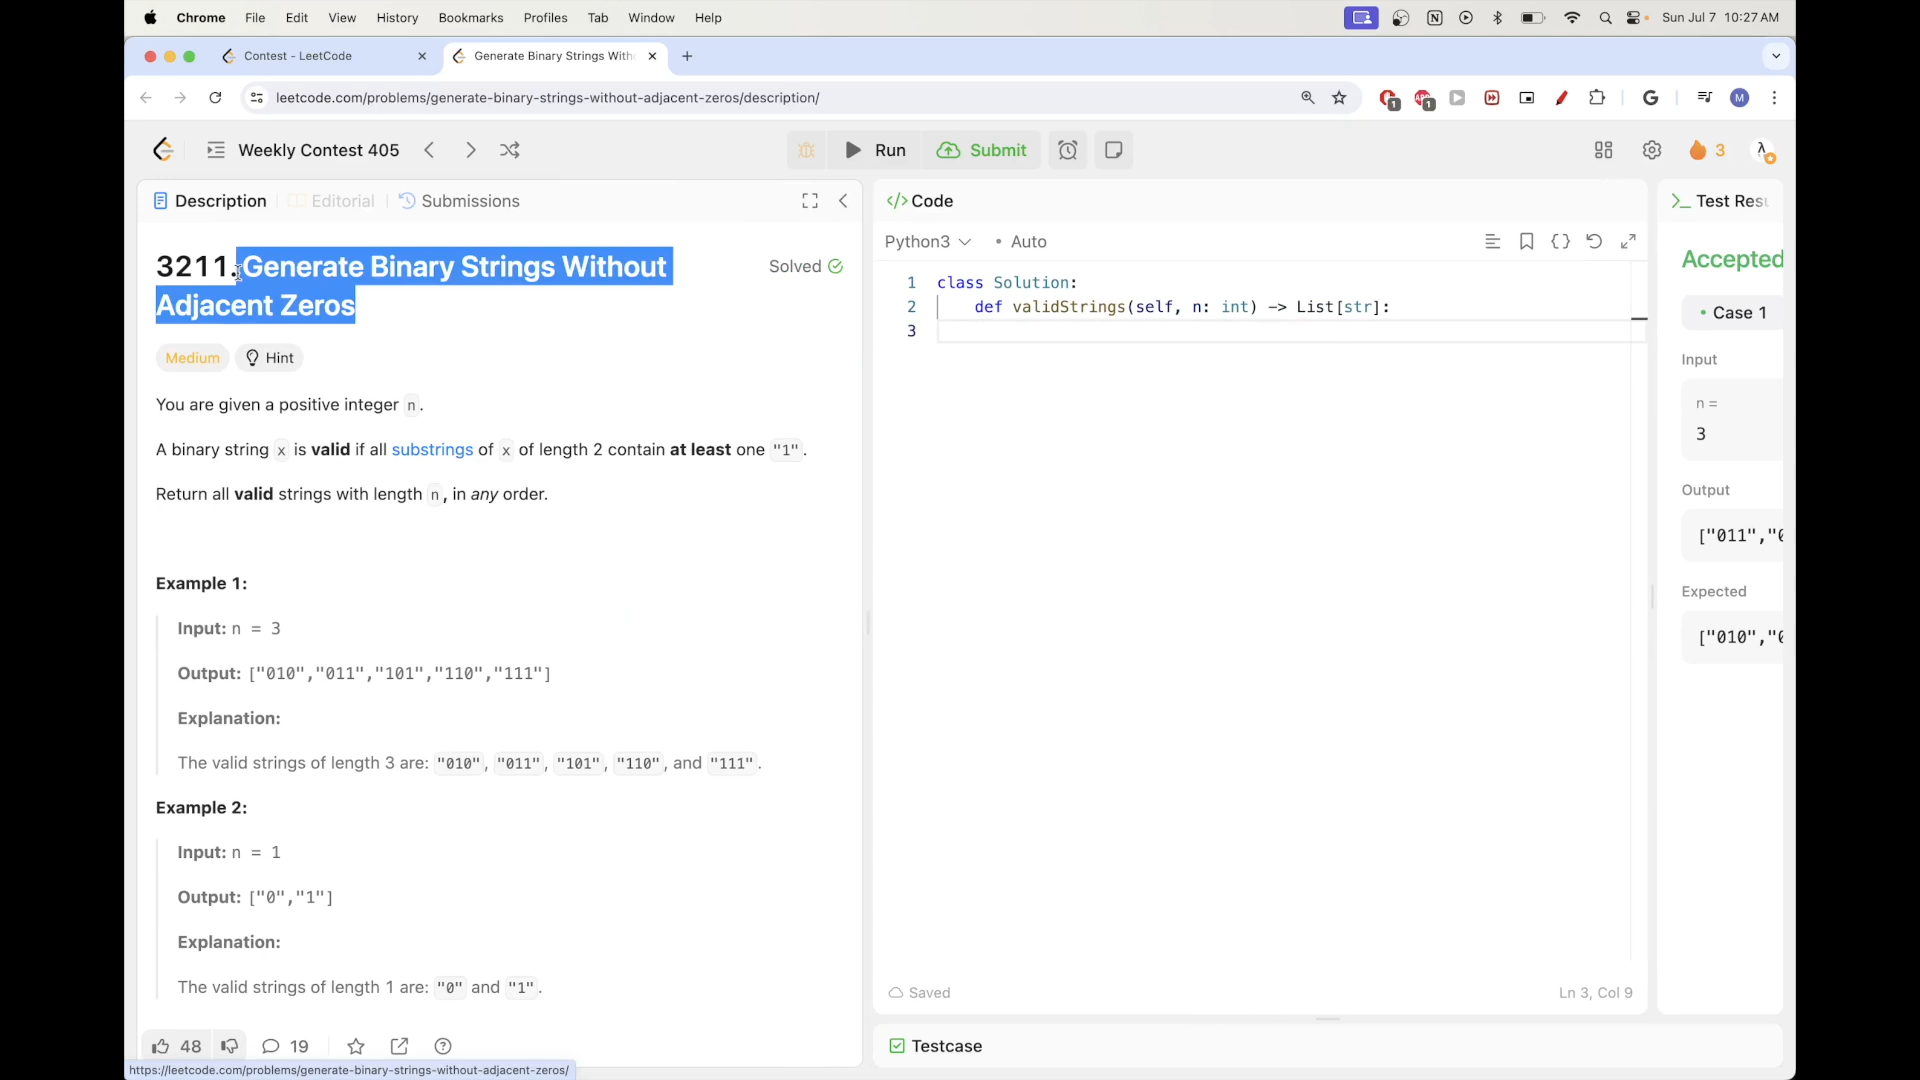 Chrome File Edit View History Bookmarks Profiles Tab Window Help Sun Jul 7 10:27 AM
Contest - LeetCode Generate Binary Strings With
leetcode.com/problems/generate-binary-strings-without-adjacent-zeros/description/ 1 1 M
Weekly Contest 405 Run Submit 3
Description Editorial Submissions
3211. Generate Binary Strings Without
Adjacent Zeros
Solved
Medium Hint
You are given a positive integer n.
A binary string x is valid if all substrings of x of length 2 contain at least one "1".
Return all valid strings with length n, in any order.
Example 1:
Input: n = 3
Output: ["010","011","101","110","111"]
Explanation:
The valid strings of length 3 are: "010", "011", "101", "110", and "111".
Example 2:
Input: n = 1
Output: ["0","1"]
Explanation:
The valid strings of length 1 are: "0" and "1".
48 19
https://leetcode.com/problems/generate-binary-strings-without-adjacent-zeros/
</> Code
Python3 • Auto
1 class Solution:
2 def validStrings(self, n: int) -> List[str]:
3
Saved Ln 3, Col 9
Testcase
Test Resu
Accepted
• Case 1
Input
n =
3
Output
["011","0
Expected
["010","0